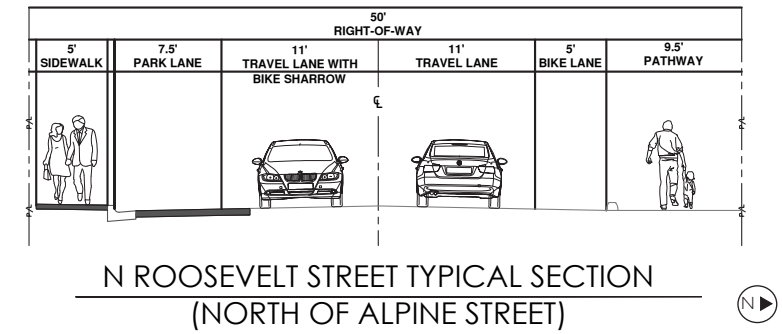 50'
RIGHT-OF-WAY
5'
SIDEWALK
7.5'
PARK LANE
11'
TRAVEL LANE WITH
BIKE SHARROW
11'
TRAVEL LANE
5'
BIKE LANE
9.5'
PATHWAY
℄
P/L
P/L
P/L
P/L
N ROOSEVELT STREET TYPICAL SECTION
(NORTH OF ALPINE STREET)
N